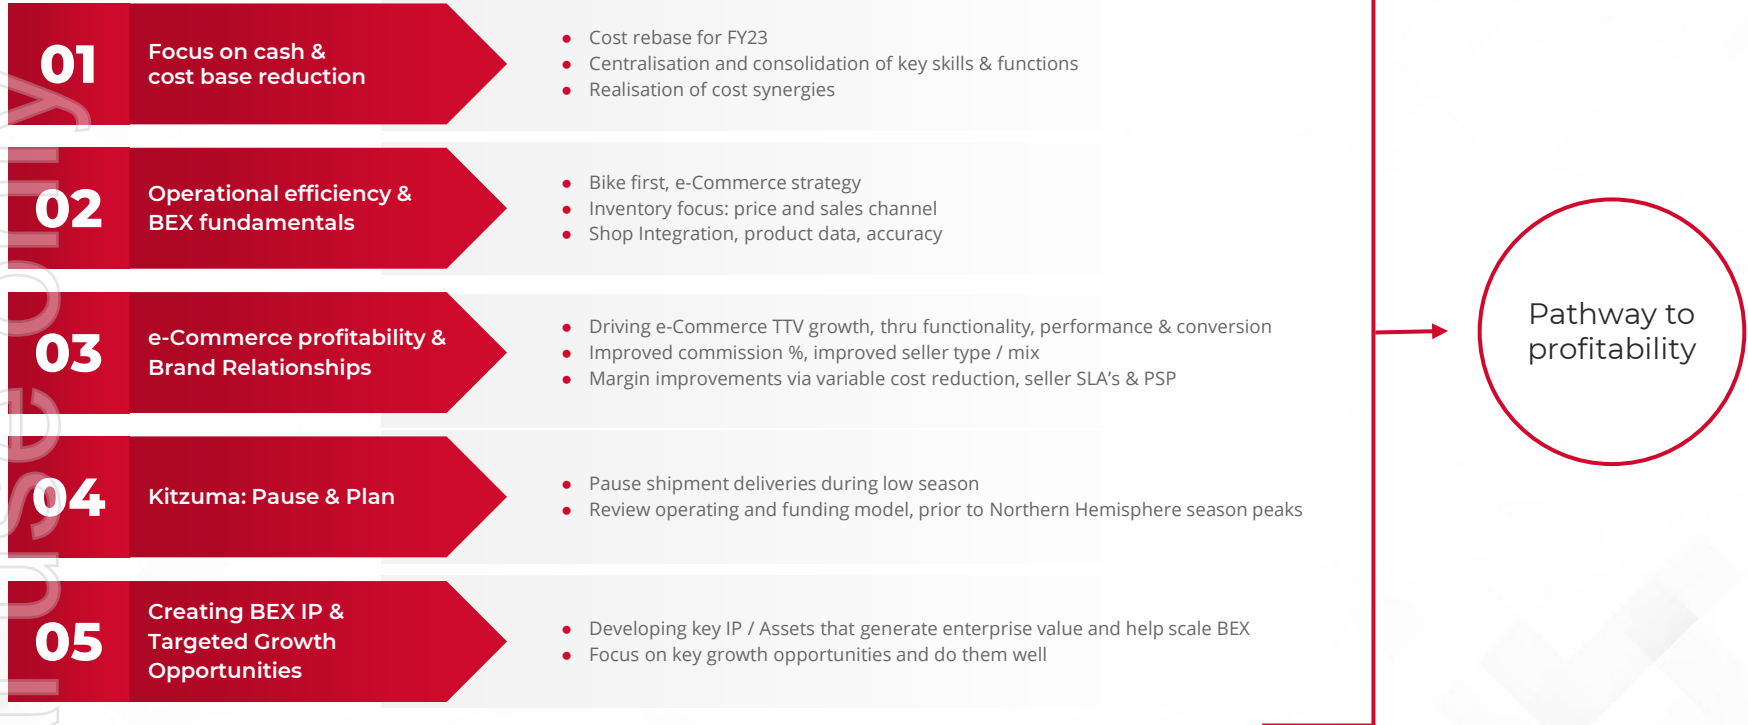 01
Focus on cash &
cost base reduction
● Cost rebase for FY23
● Centralisation and consolidation of key skills & functions
● Realisation of cost synergies
02
Operational efficiency &
BEX fundamentals
● Bike first, e-Commerce strategy
● Inventory focus: price and sales channel
● Shop Integration, product data, accuracy
03
e-Commerce profitability &
Brand Relationships
● Driving e-Commerce TTV growth, thru functionality, performance & conversion
● Improved commission %, improved seller type / mix
● Margin improvements via variable cost reduction, seller SLA's & PSP
04
Kitzuma: Pause & Plan
● Pause shipment deliveries during low season
● Review operating and funding model, prior to Northern Hemisphere season peaks
05
Creating BEX IP &
Targeted Growth
Opportunities
● Developing key IP / Assets that generate enterprise value and help scale BEX
● Focus on key growth opportunities and do them well
Pathway to
profitability
use only